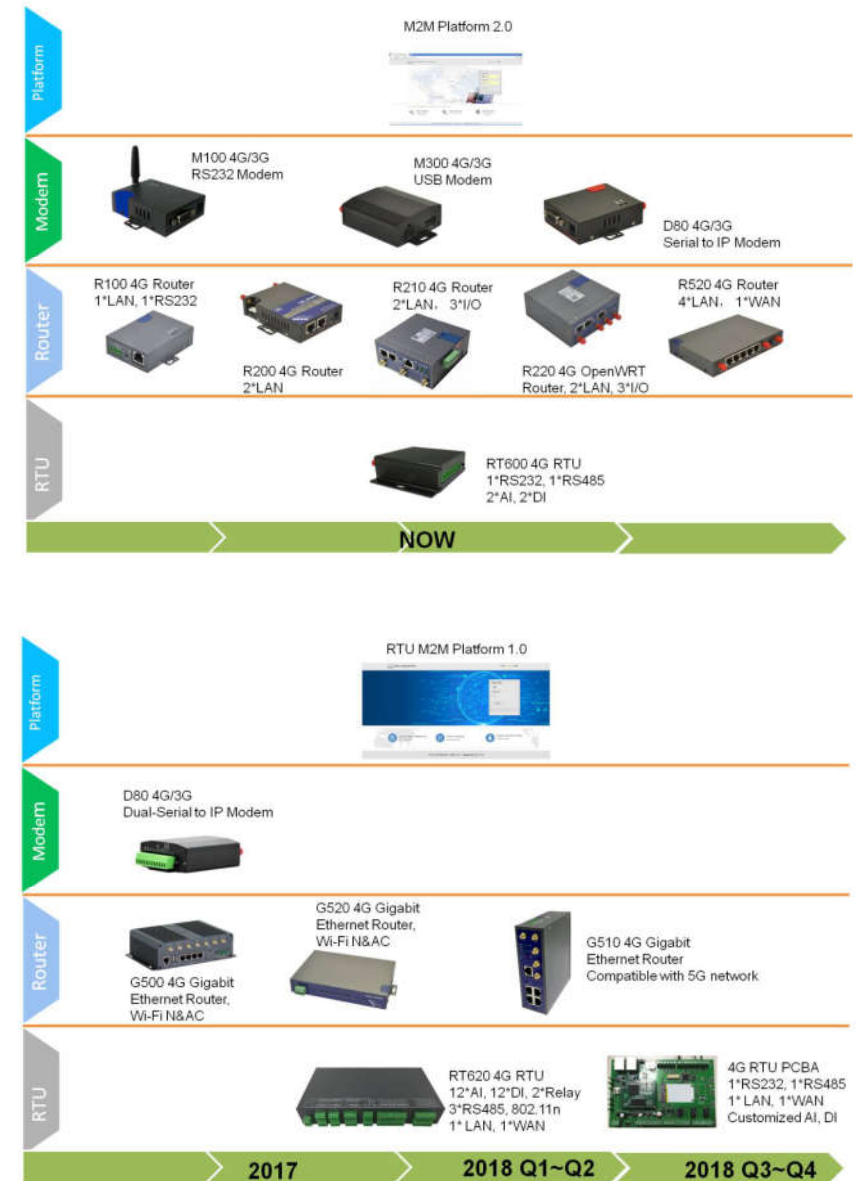 M2M Platform 2.0
Platform
M100 4G/3G
RS232 Modem
M300 4G/3G
USB Modem
D80 4G/3G
Serial to IP Modem
Modem
R100 4G Router
1*LAN, 1*RS232
R200 4G Router
2*LAN
R210 4G Router
2*LAN, 3*I/O
R220 4G OpenWRT
Router, 2*LAN, 3*I/O
R520 4G Router
4*LAN, 1*WAN
Router
RT600 4G RTU
1*RS232, 1*RS485
2*AI, 2*DI
RTU
NOW
RTU M2M Platform 1.0
Platform
D80 4G/3G
Dual-Serial to IP Modem
Modem
G500 4G Gigabit
Ethernet Router,
Wi-Fi N&AC
G520 4G Gigabit
Ethernet Router,
Wi-Fi N&AC
G510 4G Gigabit
Ethernet Router
Compatible with 5G network
Router
RT620 4G RTU
12*AI, 12*DI, 2*Relay
3*RS485, 802.11n
1* LAN, 1*WAN
4G RTU PCBA
1*RS232, 1*RS485
1* LAN, 1*WAN
Customized AI, DI
RTU
2017
2018 Q1~Q2
2018 Q3~Q4